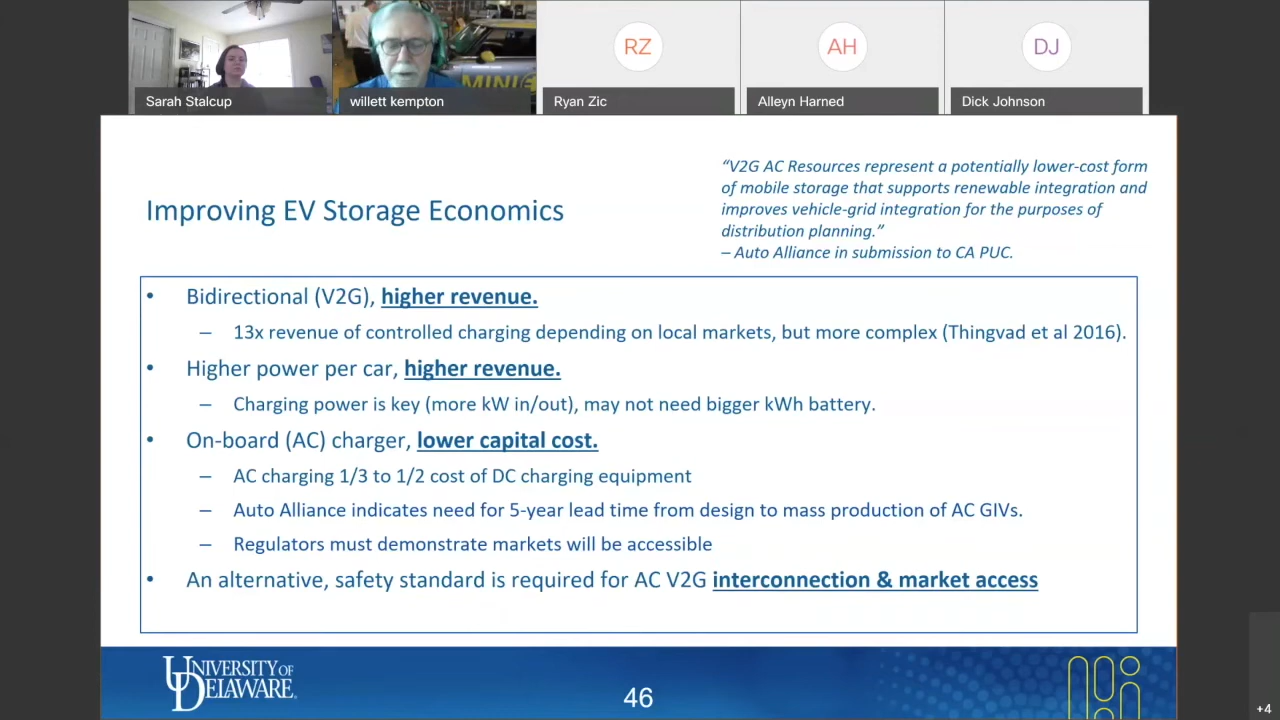 Sarah Stalcup
willett kempton
MINI
RZ
Ryan Zic
AH
Alleyn Harned
DJ
Dick Johnson
“V2G AC Resources represent a potentially lower-cost form
of mobile storage that supports renewable integration and
improves vehicle-grid integration for the purposes of
distribution planning.”
– Auto Alliance in submission to CA PUC.
Improving EV Storage Economics
• Bidirectional (V2G), higher revenue.
– 13x revenue of controlled charging depending on local markets, but more complex (Thingvad et al 2016).
• Higher power per car, higher revenue.
– Charging power is key (more kW in/out), may not need bigger kWh battery.
• On-board (AC) charger, lower capital cost.
– AC charging 1/3 to 1/2 cost of DC charging equipment
– Auto Alliance indicates need for 5-year lead time from design to mass production of AC GIVs.
– Regulators must demonstrate markets will be accessible
• An alternative, safety standard is required for AC V2G interconnection & market access
UNIVERSITY OF
DELAWARE
46
+4